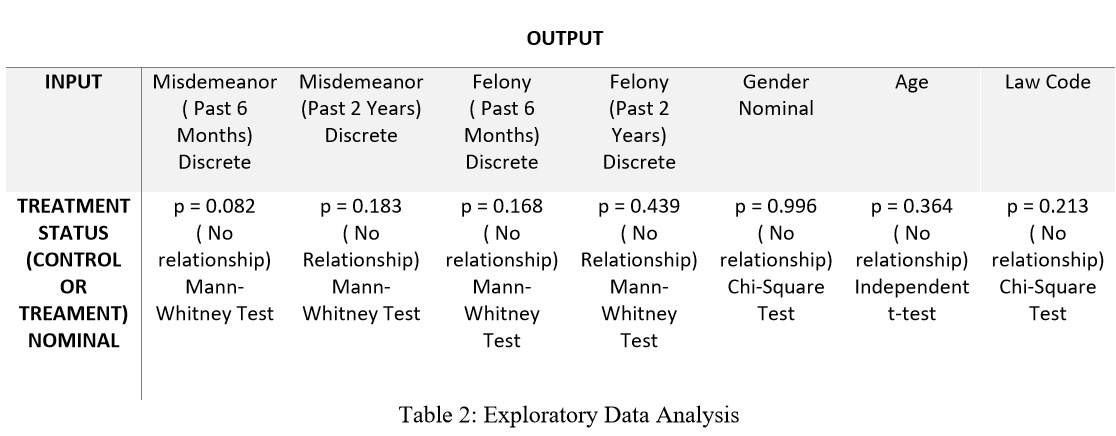 OUTPUT
INPUT
Misdemeanor
( Past 6
Months)
Discrete
Misdemeanor
(Past 2 Years)
Discrete
Felony
( Past 6
Months)
Discrete
Felony
(Past 2
Years)
Discrete
Gender
Nominal
Age
Law Code
TREATMENT
STATUS
(CONTROL
OR
TREAMENT)
NOMINAL
p = 0.082
( No
relationship)
Mann-
Whitney Test
p = 0.183
( No
Relationship)
Mann-
Whitney Test
p = 0.168
( No
relationship)
Mann-
Whitney
Test
p = 0.439
( No
Relationship)
Mann-
Whitney
Test
p = 0.996
( No
relationship)
Chi-Square
Test
p = 0.364
( No
relationship)
Independent
t-test
p = 0.213
( No
relationship)
Chi-Square
Test
Table 2: Exploratory Data Analysis